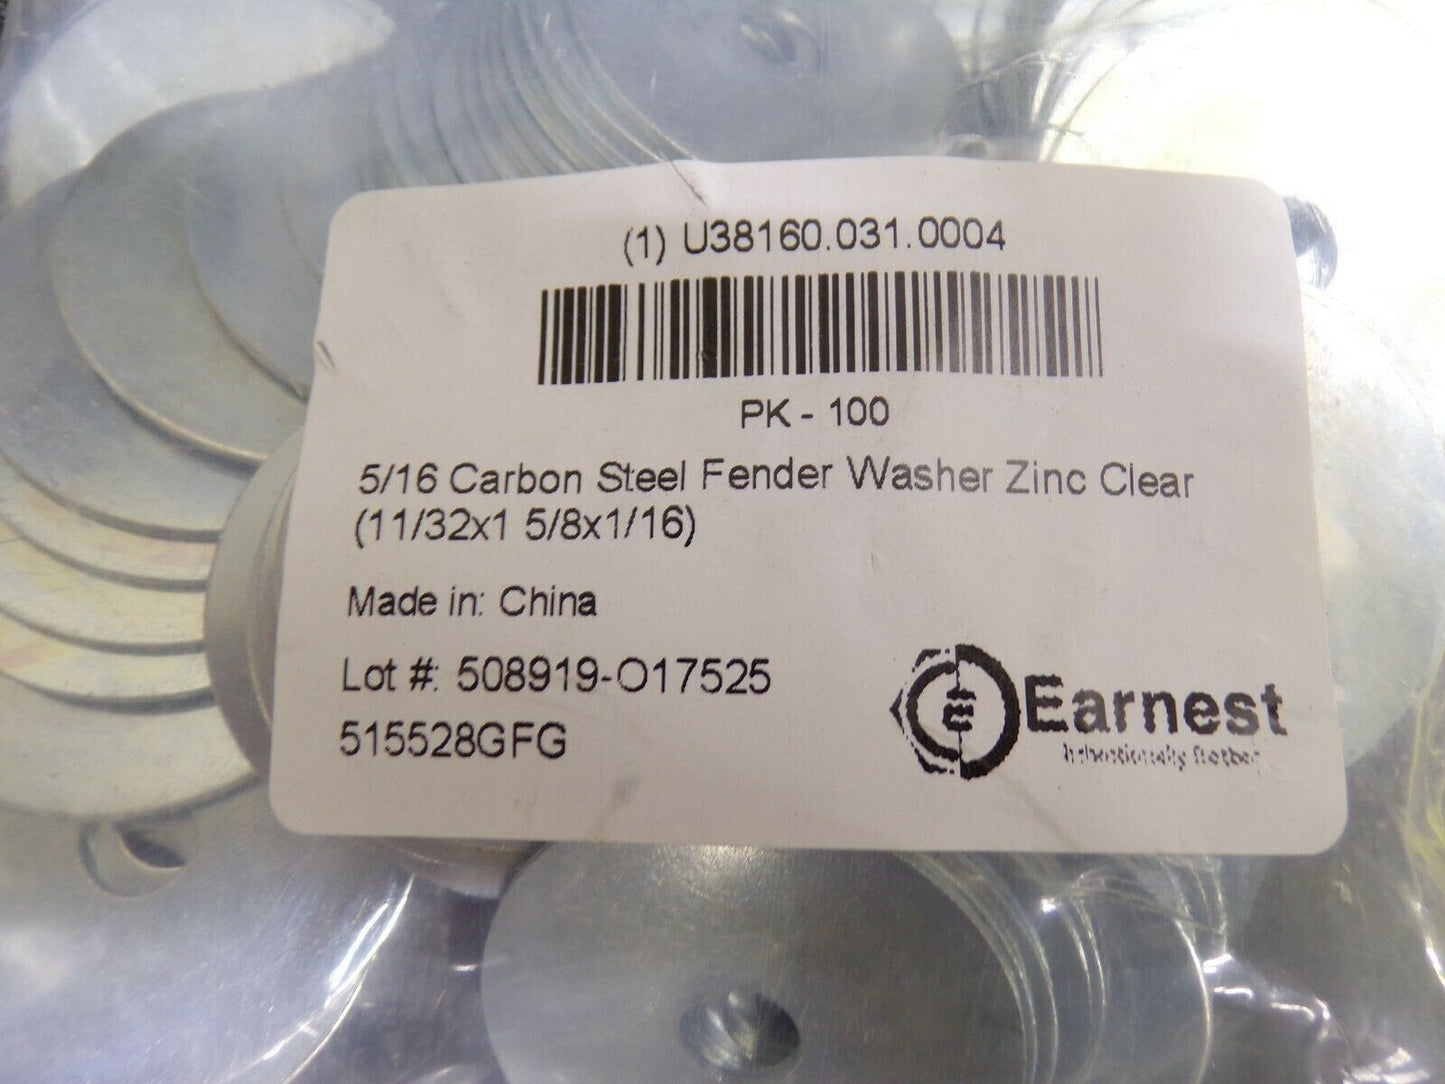 (1) U38160.031.0004
PK - 100
5/16 Carbon Steel Fender Washer Zinc Clear
(11/32x1 5/8x1/16)
Made in: China
Lot #: 508919-O17525
515528GFG
Earnest